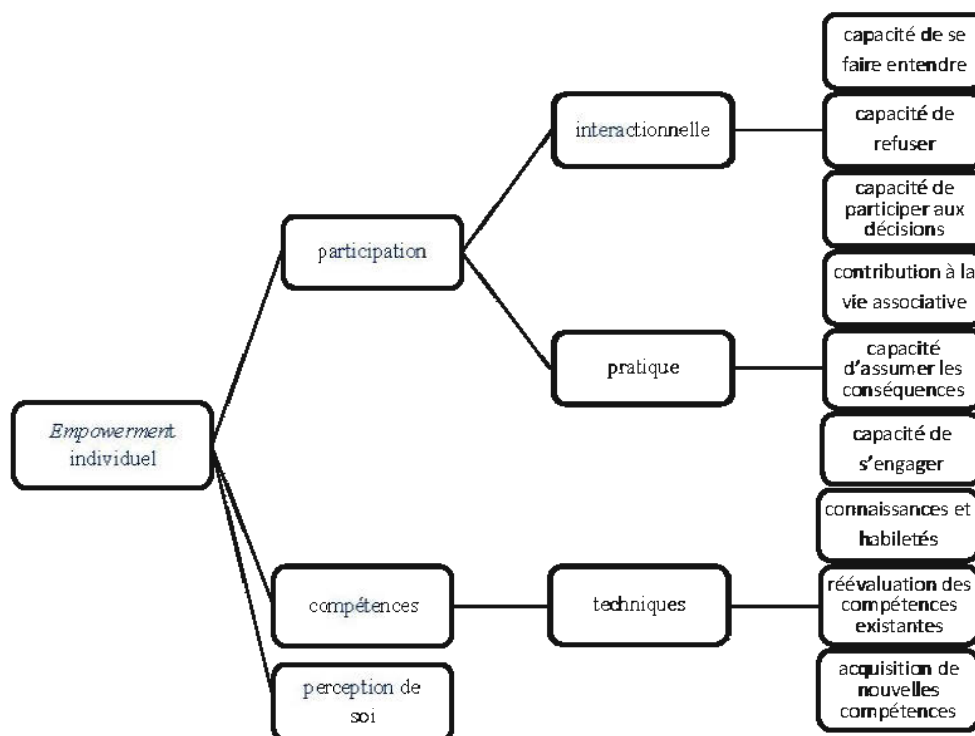 capacité de se
faire entendre
interactionnelle
capacité de
refuser
capacité de
participer aux
décisions
participation
contribution à la
vie associative
pratique
capacité
d'assumer les
conséquences
Empowerment
individuel
capacité de
s'engager
connaissances et
habiletés
compétences
techniques
réévaluation des
compétences
existantes
perception de
soi
acquisition de
nouvelles
compétences